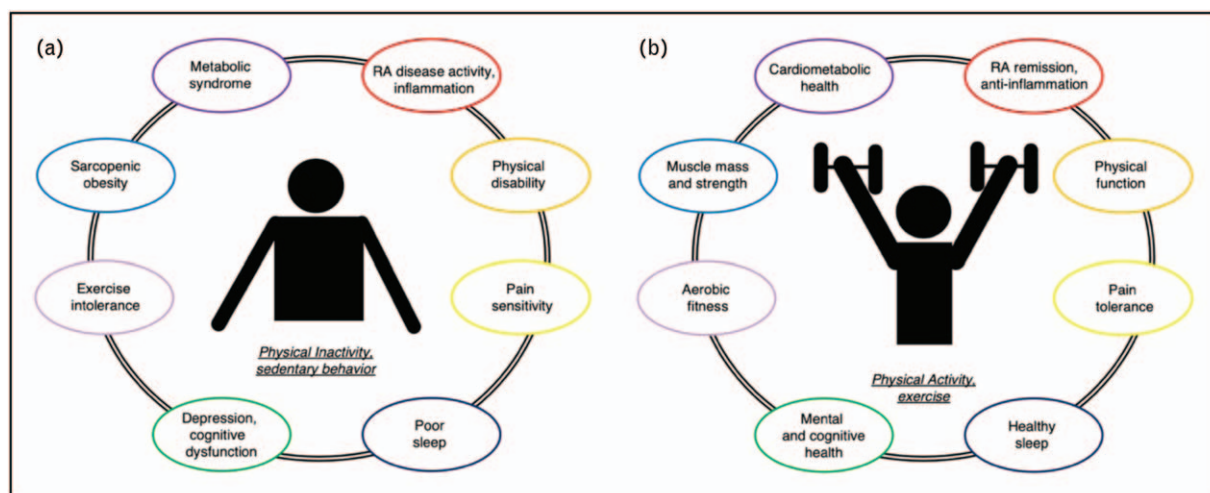 (a)
Metabolic
syndrome
RA disease activity,
inflammation
Sarcopenic
obesity
Physical
disability
Exercise
intolerance
Pain
sensitivity
Physical Inactivity,
sedentary behavior
Depression,
cognitive
dysfunction
Poor
sleep
(b)
Cardiometabolic
health
RA remission,
anti-inflammation
Muscle mass
and strength
Physical
function
Aerobic
fitness
Pain
tolerance
Physical Activity,
exercise
Mental
and cognitive
health
Healthy
sleep